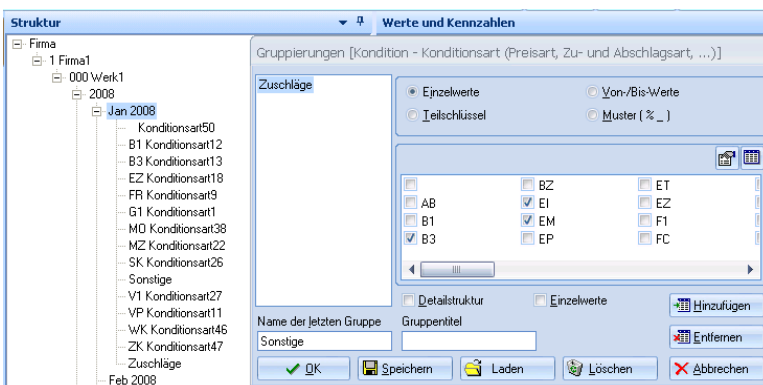 Struktur
Werte und Kennzahlen
Firma
1 Firma1
000 Werk1
2008
Jan 2008
Konditionsart50
B1 Konditionsart12
B3 Konditionsart13
EZ Konditionsart18
FR Konditionsart9
G1 Konditionsart1
MO Konditionsart38
MZ Konditionsart22
SK Konditionsart26
Sonstige
V1 Konditionsart27
VP Konditionsart11
WK Konditionsart46
ZK Konditionsart47
Zuschläge
Feb 2008
Gruppierungen [Kondition - Konditionsart (Preisart, Zu- und Abschlagsart, ...)]
Zuschläge
Einzelwerte
Von-/Bis-Werte
Teilschlüssel
Muster ( % _ )
BZ ET
AB EI EZ
B1 EM F1
B3 EP FC
Detailstruktur
Einzelwerte
Hinzufügen
Name der letzten Gruppe
Gruppentitel
Sonstige
Entfernen
OK
Speichern
Laden
Löschen
Abbrechen